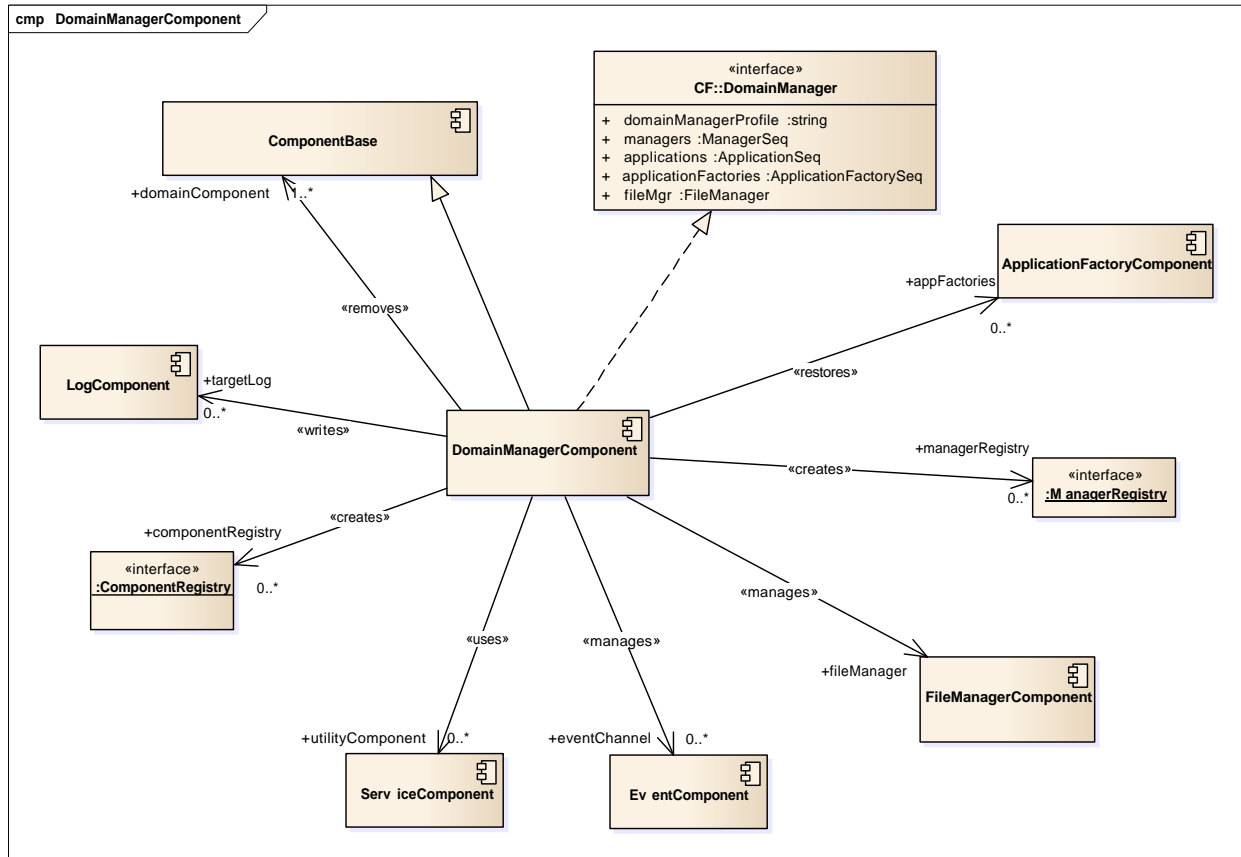 cmp DomainManagerComponent
«interface»
CF::DomainManager
+ domainManagerProfile :string
+ managers :ManagerSeq
+ applications :ApplicationSeq
+ applicationFactories :ApplicationFactorySeq
+ fileMgr :FileManager
ComponentBase
+domainComponent 1..*
ApplicationFactoryComponent
+appFactories
0..*
«removes»
LogComponent
+targetLog
0..*
«restores»
«writes»
DomainManagerComponent
+managerRegistry
«creates»
0..*
«interface»
:M anagerRegistry
«creates»
+componentRegistry
«interface»
:ComponentRegistry
0..*
«manages»
«uses»
«manages»
+fileManager
FileManagerComponent
+utilityComponent 0..*
+eventChannel 0..*
Serv iceComponent
Ev entComponent